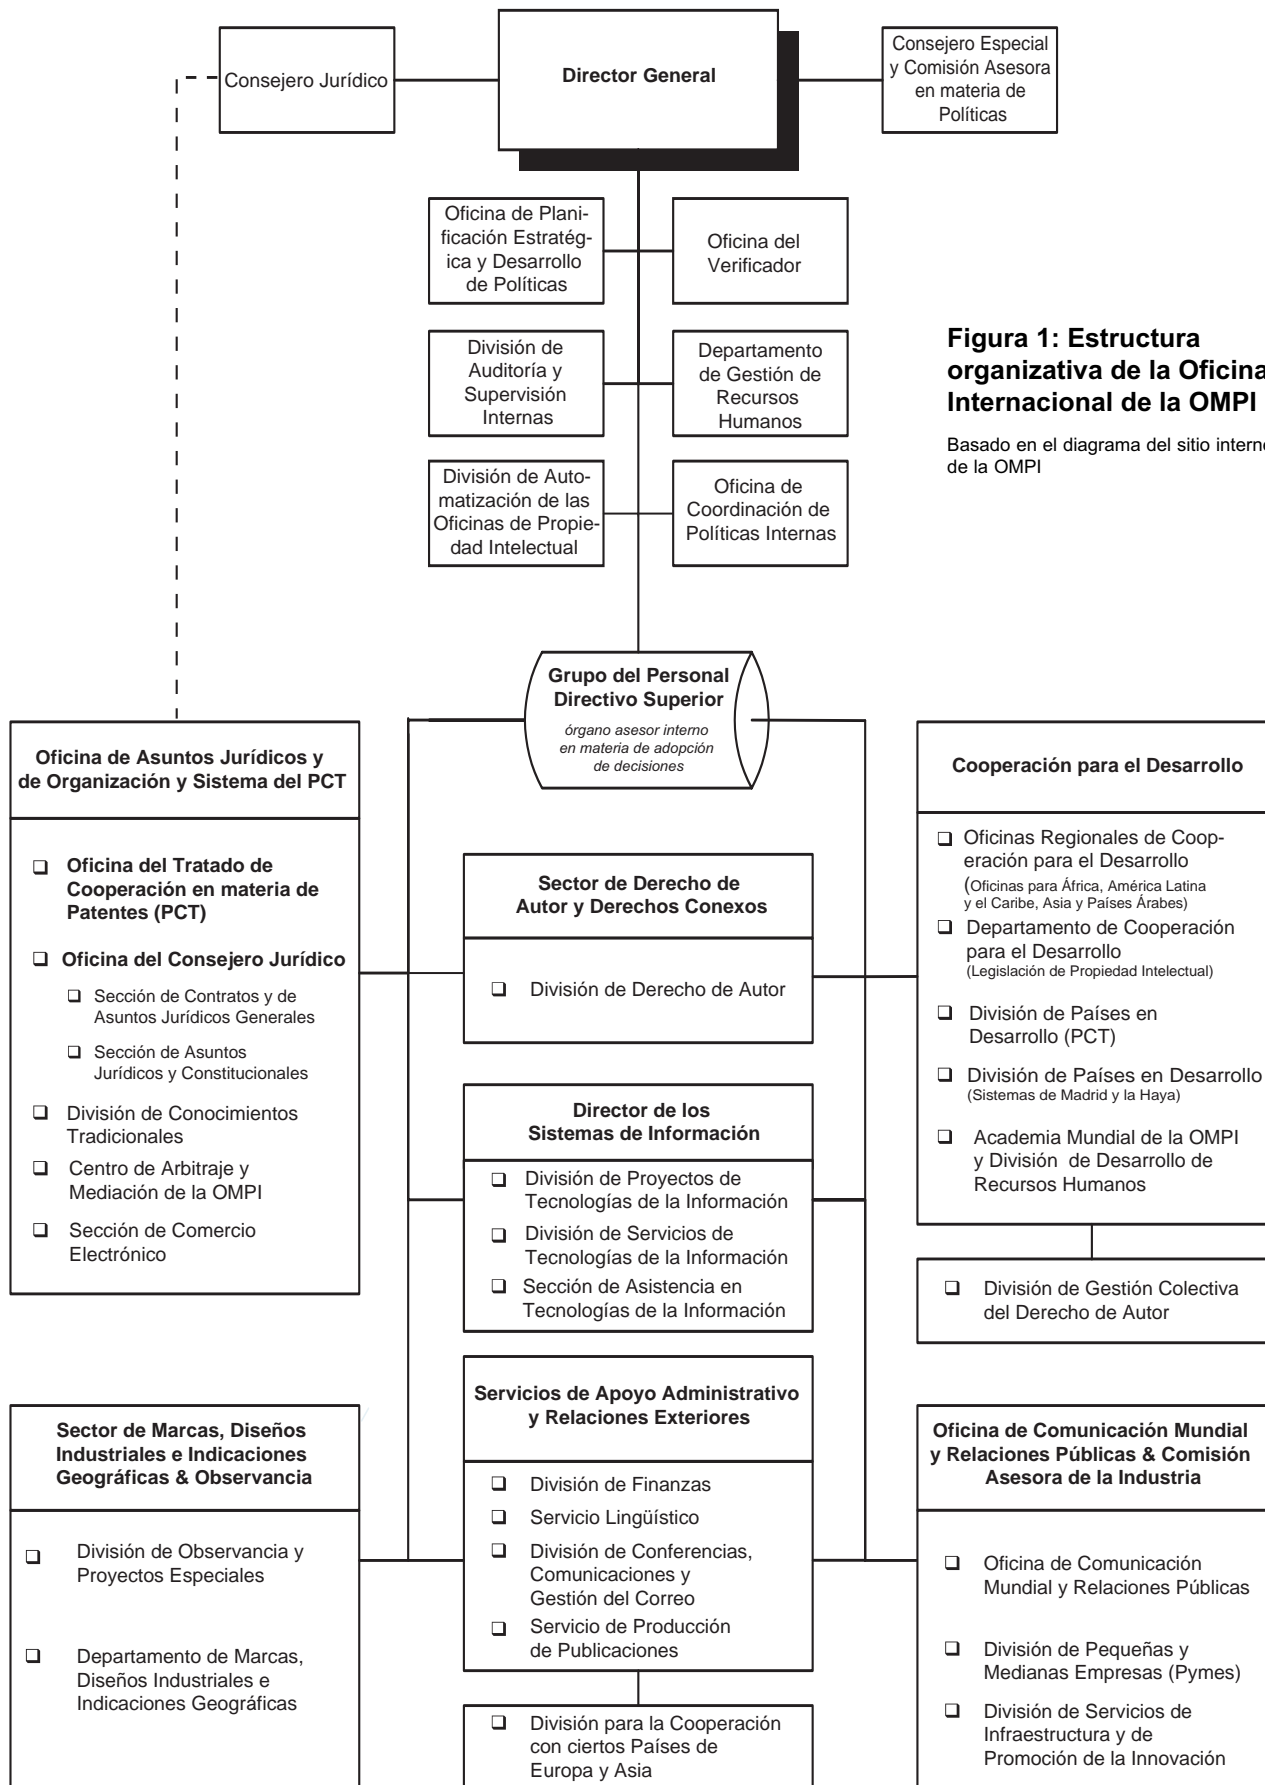 Consejero Jurídico
Director General
Consejero Especial
y Comisión Asesora
en materia de
Políticas
Oficina de Plani-
ficación Estratég-
ica y Desarrollo
de Políticas
Oficina del
Verificador
División de
Auditoría y
Supervisión
Internas
Departamento
de Gestión de
Recursos
Humanos
División de Auto-
matización de las
Oficinas de Propie-
dad Intelectual
Oficina de
Coordinación de
Políticas Internas
Figura 1: Estructura
organizativa de la Oficina
Internacional de la OMPI
Basado en el diagrama del sitio interne
de la OMPI
Grupo del Personal
Directivo Superior
órgano asesor interno
en materia de adopción
de decisiones
Oficina de Asuntos Jurídicos y
de Organización y Sistema del PCT
❑ Oficina del Tratado de
Cooperación en materia de
Patentes (PCT)
❑ Oficina del Consejero Jurídico
❑ Sección de Contratos y de
Asuntos Jurídicos Generales
❑ Sección de Asuntos
Jurídicos y Constitucionales
❑ División de Conocimientos
Tradicionales
❑ Centro de Arbitraje y
Mediación de la OMPI
❑ Sección de Comercio
Electrónico
Sector de Derecho de
Autor y Derechos Conexos
❑ División de Derecho de Autor
Director de los
Sistemas de Información
❑ División de Proyectos de
Tecnologías de la Información
❑ División de Servicios de
Tecnologías de la Información
❑ Sección de Asistencia en
Tecnologías de la Información
Cooperación para el Desarrollo
❑ Oficinas Regionales de Coop-
eración para el Desarrollo
(Oficinas para África, América Latina
y el Caribe, Asia y Países Árabes)
❑ Departamento de Cooperación
para el Desarrollo
(Legislación de Propiedad Intelectual)
❑ División de Países en
Desarrollo (PCT)
❑ División de Países en Desarrollo
(Sistemas de Madrid y la Haya)
❑ Academia Mundial de la OMPI
y División de Desarrollo de
Recursos Humanos
❑ División de Gestión Colectiva
del Derecho de Autor
Sector de Marcas, Diseños
Industriales e Indicaciones
Geográficas & Observancia
❑ División de Observancia y
Proyectos Especiales
❑ Departamento de Marcas,
Diseños Industriales e
Indicaciones Geográficas
Servicios de Apoyo Administrativo
y Relaciones Exteriores
❑ División de Finanzas
❑ Servicio Lingüístico
❑ División de Conferencias,
Comunicaciones y
Gestión del Correo
❑ Servicio de Producción
de Publicaciones
❑ División para la Cooperación
con ciertos Países de
Europa y Asia
Oficina de Comunicación Mundial
y Relaciones Públicas & Comisión
Asesora de la Industria
❑ Oficina de Comunicación
Mundial y Relaciones Públicas
❑ División de Pequeñas y
Medianas Empresas (Pymes)
❑ División de Servicios de
Infraestructura y de
Promoción de la Innovación